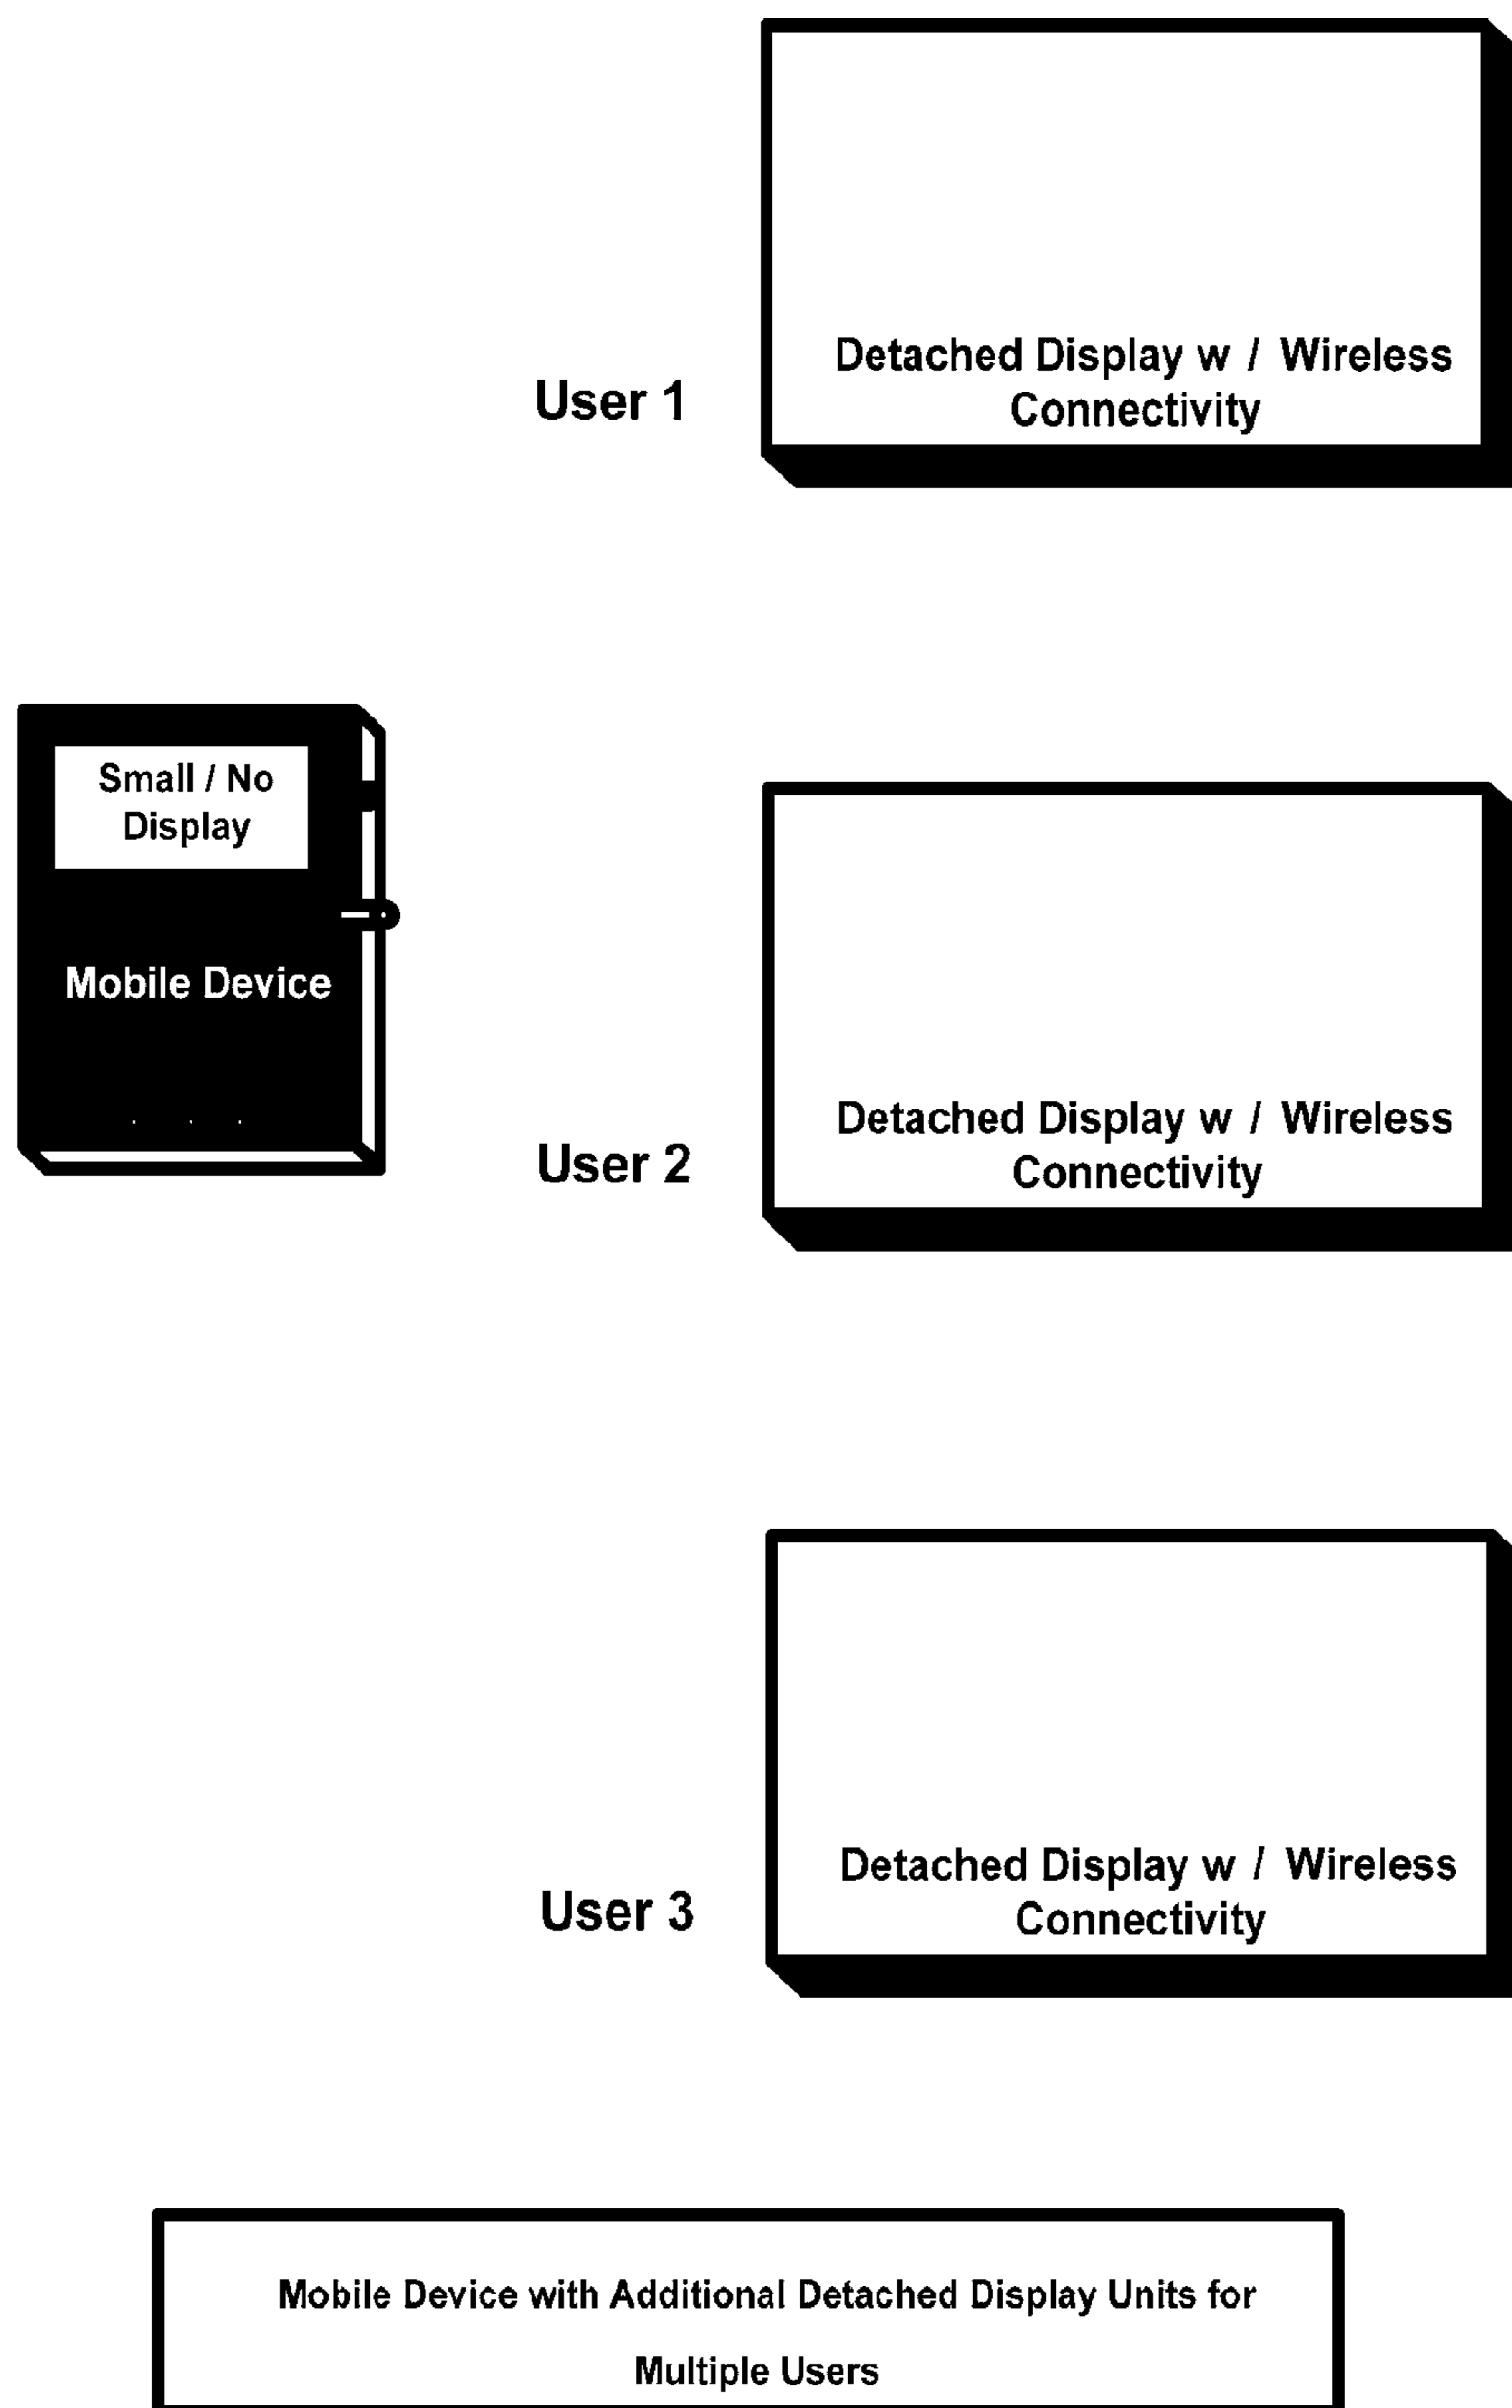 Detached Display w / Wireless
Connectivity
User 1
Small / No
Display
Mobile Device
Detached Display w / Wireless
Connectivity
User 2
Detached Display w / Wireless
Connectivity
User 3
Mobile Device with Additional Detached Display Units for
Multiple Users